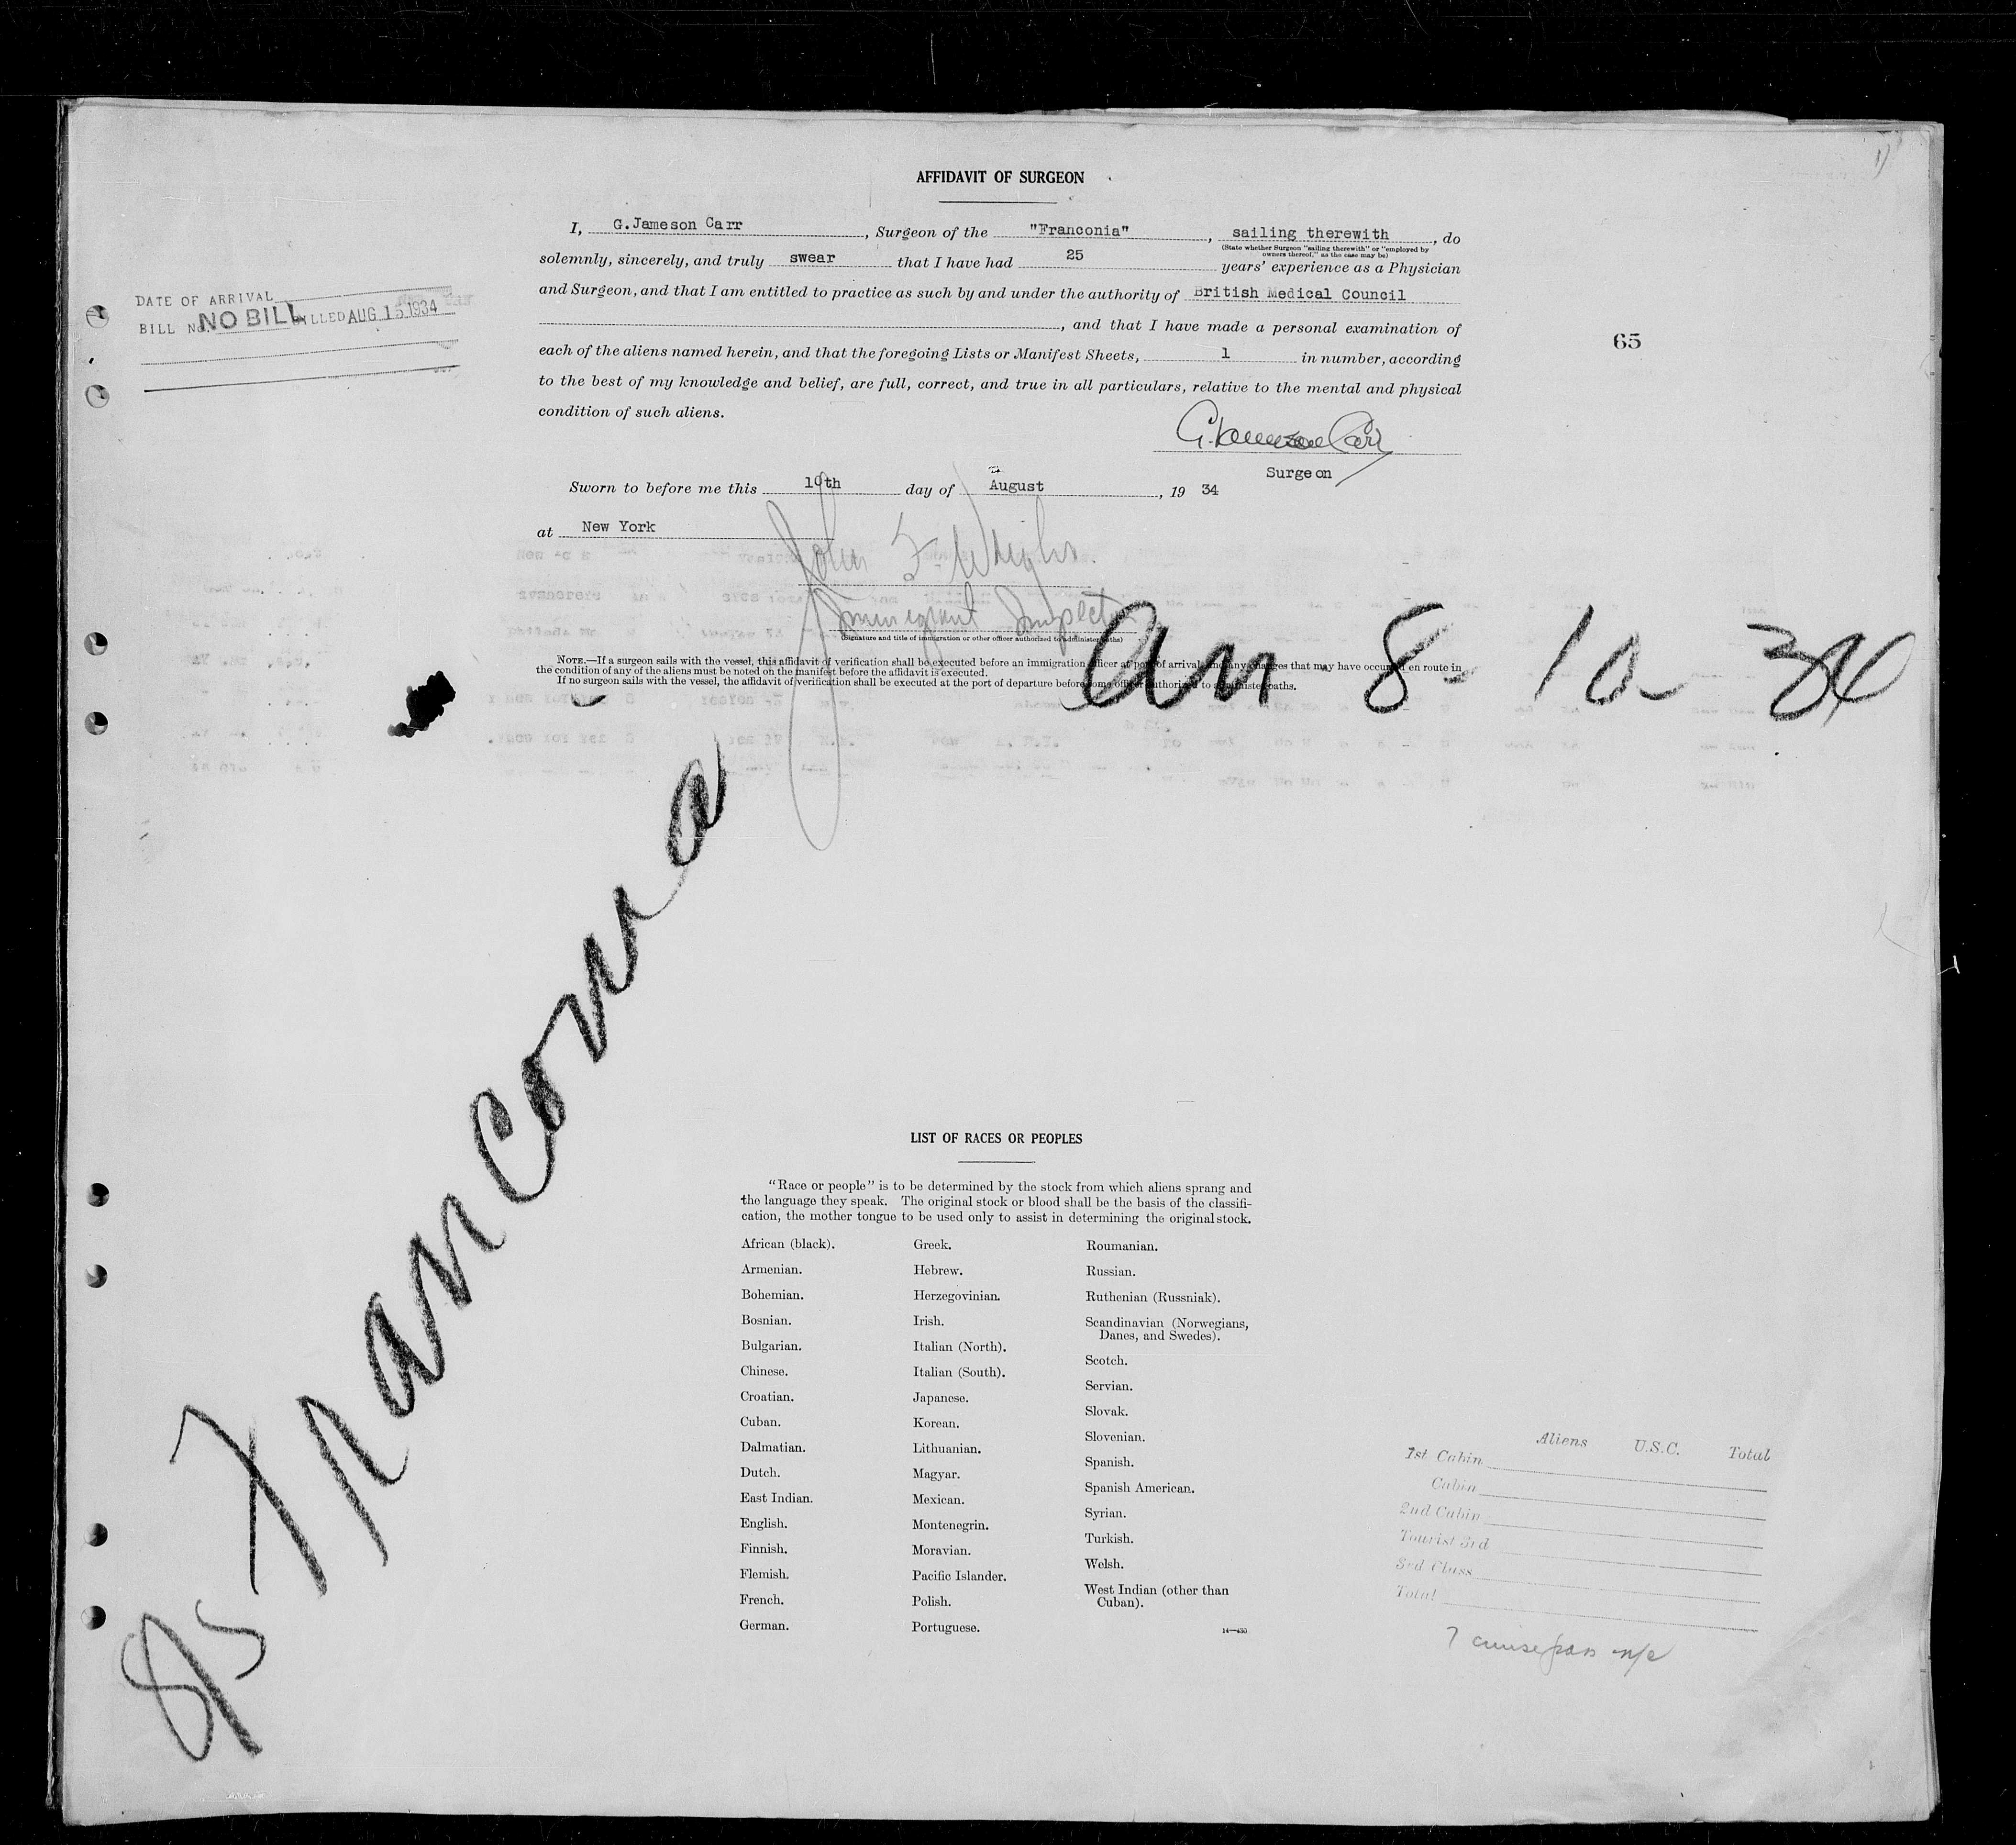 AFFIDAVIT OF SURGEON
I, G.Jameson Carr, Surgeon of the "Franconia", sailing therewith, do
(State whether Surgeon "sailing therewith" or "employed by
owners thereof," as the case may be)
solemnly, sincerely, and truly swear that I have had 25 years' experience as a Physician
and Surgeon, and that I am entitled to practice as such by and under the authority of British Medical Council
, and that I have made a personal examination of
each of the aliens named herein, and that the foregoing Lists or Manifest Sheets, 1 in number, according
to the best of my knowledge and belief, are full, correct, and true in all particulars, relative to the mental and physical
condition of such aliens.
DATE OF ARRIVAL
BILL No. NO BILL BILLED AUG 15 1934
65
G. Jameson Carr
Surgeon
Sworn to before me this 10th day of August, 19 34
at New York
John F. Wright
Immigrant Inspector
(Signature and title of immigration or other officer authorized to administer oaths)
NOTE.—If a surgeon sails with the vessel, this affidavit of verification shall be executed before an immigration officer at port of arrival, and any changes that may have occurred en route in
the condition of any of the aliens must be noted on the manifest before the affidavit is executed.
If no surgeon sails with the vessel, the affidavit of verification shall be executed at the port of departure before some officer authorized to administer oaths.
8-10-34
S/S Franconia
LIST OF RACES OR PEOPLES
"Race or people" is to be determined by the stock from which aliens sprang and
the language they speak. The original stock or blood shall be the basis of the classifi-
cation, the mother tongue to be used only to assist in determining the original stock.
African (black).
Armenian.
Bohemian.
Bosnian.
Bulgarian.
Chinese.
Croatian.
Cuban.
Dalmatian.
Dutch.
East Indian.
English.
Finnish.
Flemish.
French.
German.
Greek.
Hebrew.
Herzegovinian.
Irish.
Italian (North).
Italian (South).
Japanese.
Korean.
Lithuanian.
Magyar.
Mexican.
Montenegrin.
Moravian.
Pacific Islander.
Polish.
Portuguese.
Roumanian.
Russian.
Ruthenian (Russniak).
Scandinavian (Norwegians,
Danes, and Swedes).
Scotch.
Servian.
Slovak.
Slovenian.
Spanish.
Spanish American.
Syrian.
Turkish.
Welsh.
West Indian (other than
Cuban).
14—430
Aliens U.S.C. Total
1st Cabin
Cabin
2nd Cabin
Tourist 3rd
3rd Class
Total
7 cruise pass n/c